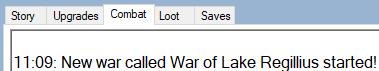 Story Upgrades Combat Loot Saves
11:09: New war called War of Lake Regillius started!